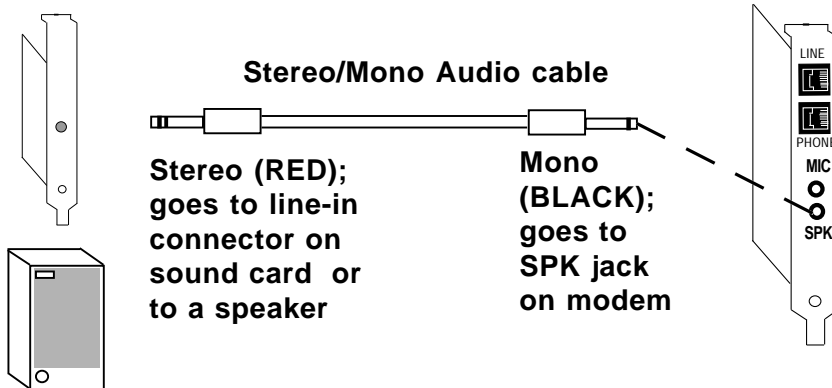 Stereo/Mono Audio cable
Stereo (RED);
goes to line-in
connector on
sound card or
to a speaker
Mono
(BLACK);
goes to
SPK jack
on modem
LINE
PHONE
MIC
SPK